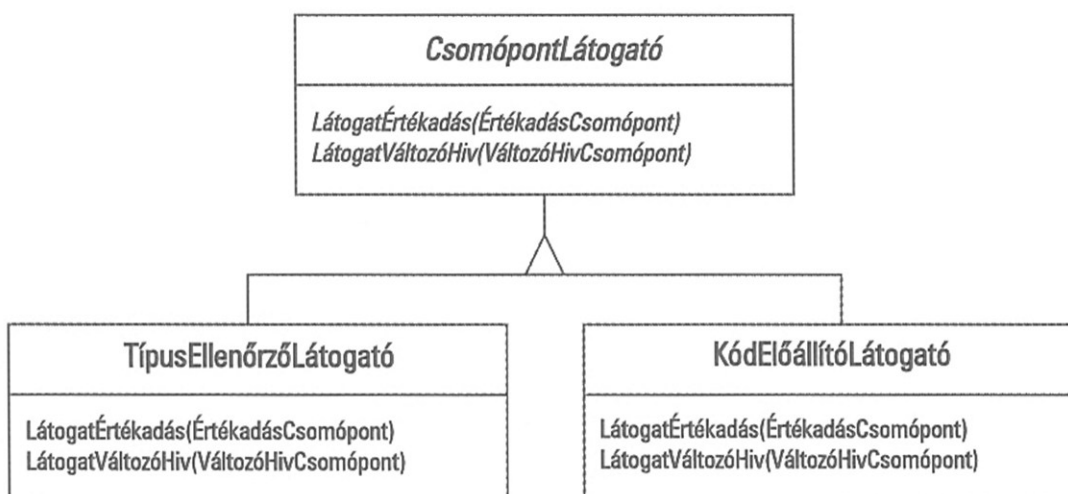 CsomópontLátogató
LátogatÉrtékadás(ÉrtékadásCsomópont)
LátogatVáltozóHiv(VáltozóHivCsomópont)
TípusEllenőrzőLátogató
LátogatÉrtékadás(ÉrtékadásCsomópont)
LátogatVáltozóHiv(VáltozóHivCsomópont)
KódElőállítóLátogató
LátogatÉrtékadás(ÉrtékadásCsomópont)
LátogatVáltozóHiv(VáltozóHivCsomópont)